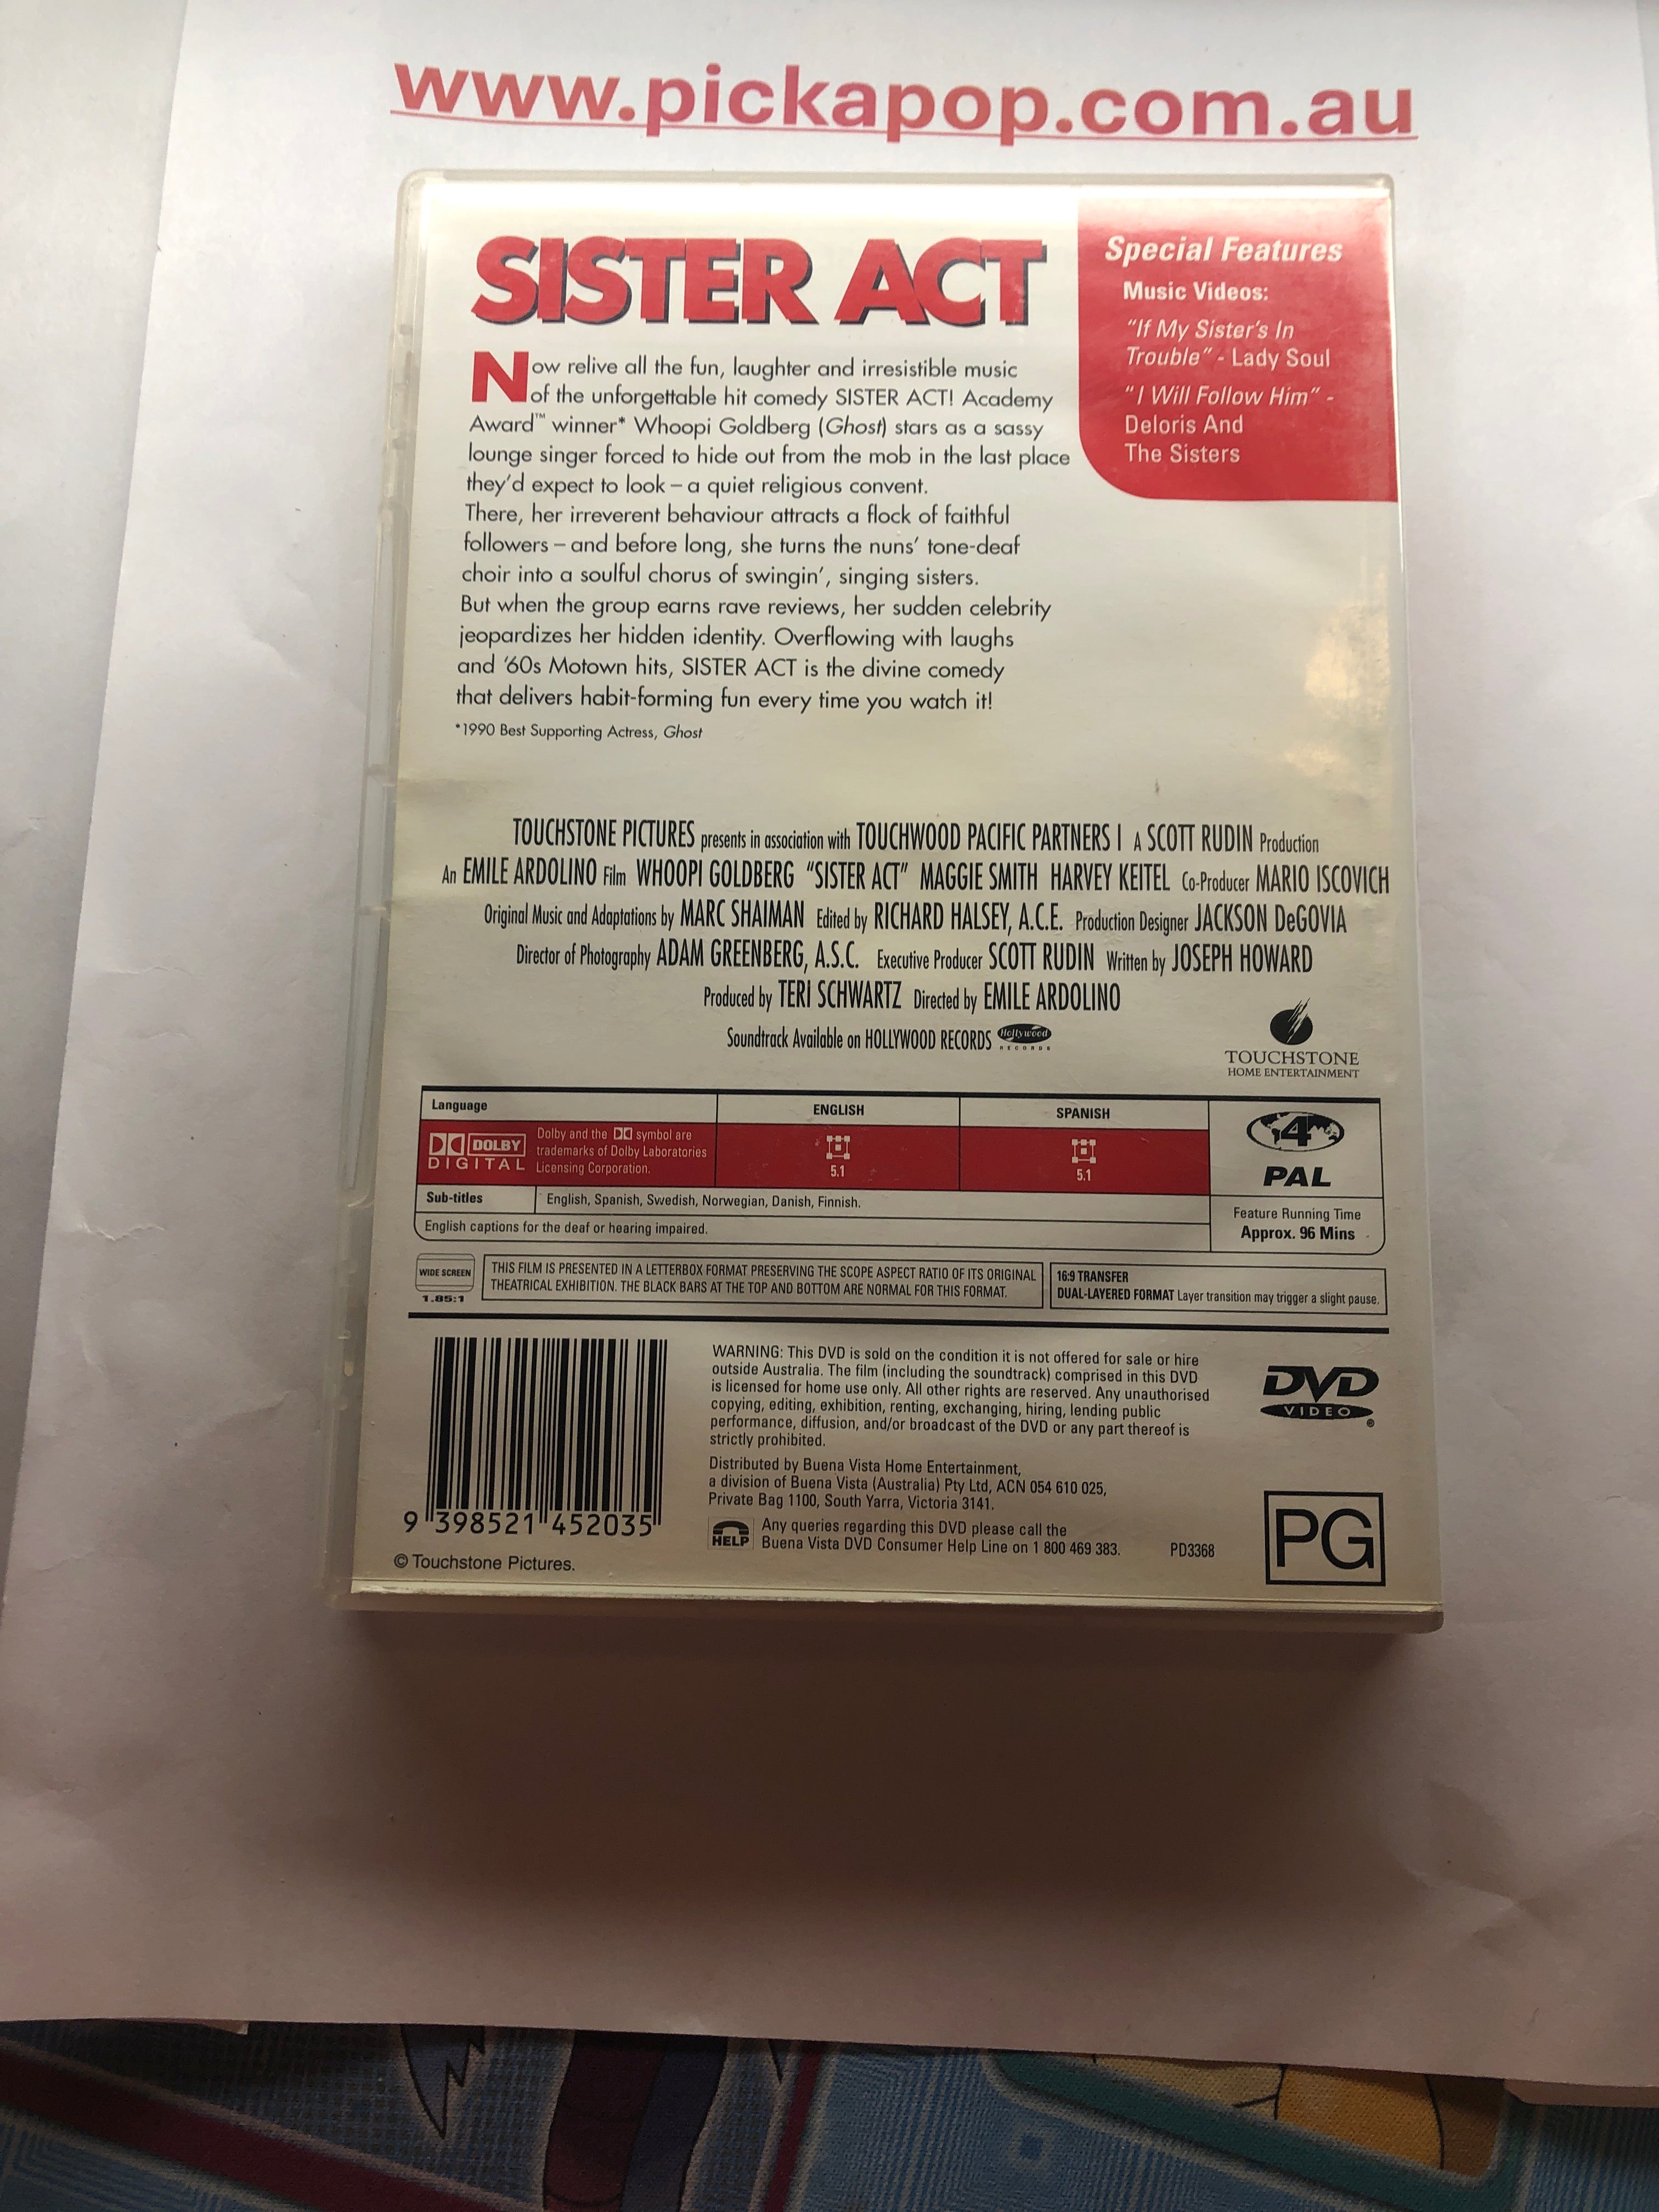 www.pickapop.com.au
SISTER ACT
Now relive all the fun, laughter and irresistible music
of the unforgettable hit comedy SISTER ACT! Academy
Award™ winner* Whoopi Goldberg (Ghost) stars as a sassy
lounge singer forced to hide out from the mob in the last place
they'd expect to look – a quiet religious convent.
There, her irreverent behaviour attracts a flock of faithful
followers – and before long, she turns the nuns' tone-deaf
choir into a soulful chorus of swingin', singing sisters.
But when the group earns rave reviews, her sudden celebrity
jeopardizes her hidden identity. Overflowing with laughs
and '60s Motown hits, SISTER ACT is the divine comedy
that delivers habit-forming fun every time you watch it!
*1990 Best Supporting Actress, Ghost
Special Features
Music Videos:
"If My Sister's In
Trouble" - Lady Soul
"I Will Follow Him" -
Deloris And
The Sisters
TOUCHSTONE PICTURES presents in association with TOUCHWOOD PACIFIC PARTNERS I A SCOTT RUDIN Production
An EMILE ARDOLINO Film WHOOPI GOLDBERG "SISTER ACT" MAGGIE SMITH HARVEY KEITEL Co-Producer MARIO ISCOVICH
Original Music and Adaptations by MARC SHAIMAN Edited by RICHARD HALSEY, A.C.E. Production Designer JACKSON DeGOVIA
Director of Photography ADAM GREENBERG, A.S.C. Executive Producer SCOTT RUDIN Written by JOSEPH HOWARD
Produced by TERI SCHWARTZ Directed by EMILE ARDOLINO
Soundtrack Available on HOLLYWOOD RECORDS Hollywood RECORDS
TOUCHSTONE
HOME ENTERTAINMENT
Language ENGLISH SPANISH
DOLBY DIGITAL
Dolby and the DD symbol are
trademarks of Dolby Laboratories
Licensing Corporation.
5.1 5.1
4
PAL
Sub-titles English, Spanish, Swedish, Norwegian, Danish, Finnish.
English captions for the deaf or hearing impaired.
Feature Running Time
Approx. 96 Mins
WIDE SCREEN
1.85:1
THIS FILM IS PRESENTED IN A LETTERBOX FORMAT PRESERVING THE SCOPE ASPECT RATIO OF ITS ORIGINAL
THEATRICAL EXHIBITION. THE BLACK BARS AT THE TOP AND BOTTOM ARE NORMAL FOR THIS FORMAT.
16:9 TRANSFER
DUAL-LAYERED FORMAT Layer transition may trigger a slight pause.
9 398521 452035
© Touchstone Pictures.
WARNING: This DVD is sold on the condition it is not offered for sale or hire
outside Australia. The film (including the soundtrack) comprised in this DVD
is licensed for home use only. All other rights are reserved. Any unauthorised
copying, editing, exhibition, renting, exchanging, hiring, lending public
performance, diffusion, and/or broadcast of the DVD or any part thereof is
strictly prohibited.
Distributed by Buena Vista Home Entertainment,
a division of Buena Vista (Australia) Pty Ltd, ACN 054 610 025,
Private Bag 1100, South Yarra, Victoria 3141.
HELP
Any queries regarding this DVD please call the
Buena Vista DVD Consumer Help Line on 1 800 469 383.
PD3368
DVD
VIDEO
®
PG